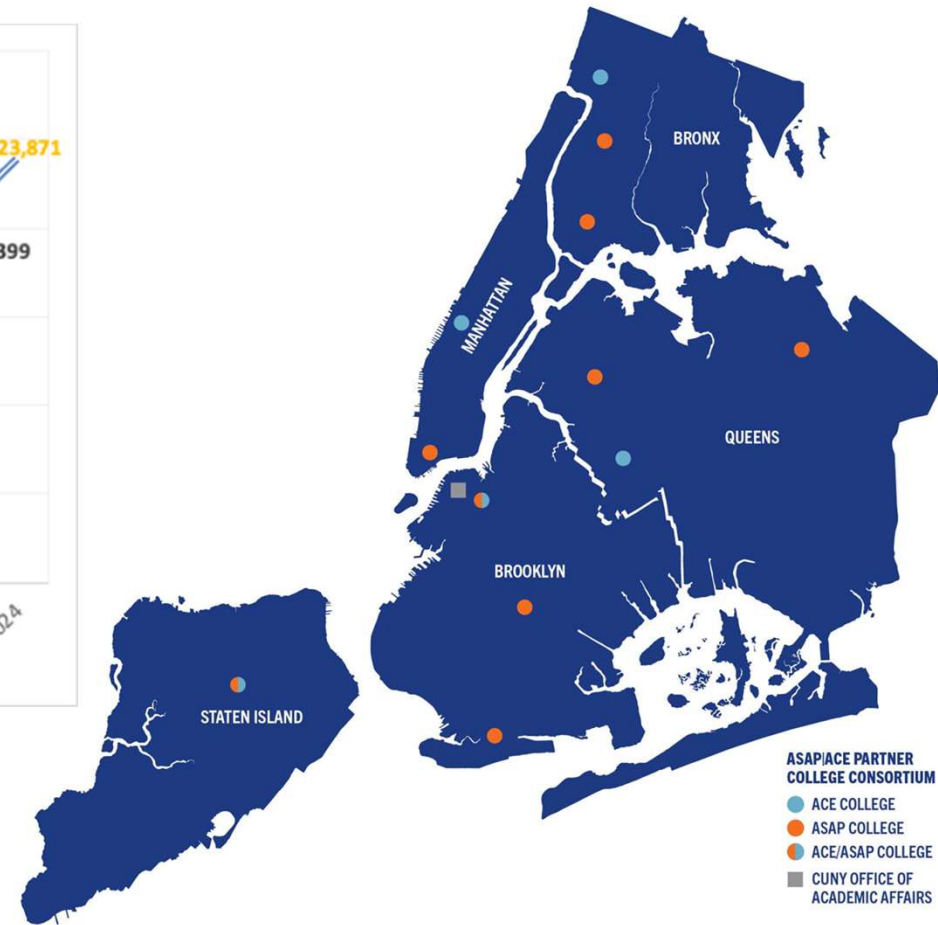 23,871
399
024
BRONX
MANHATTAN
QUEENS
BROOKLYN
STATEN ISLAND
ASAP|ACE PARTNER
COLLEGE CONSORTIUM
ACE COLLEGE
ASAP COLLEGE
ACE/ASAP COLLEGE
CUNY OFFICE OF
ACADEMIC AFFAIRS